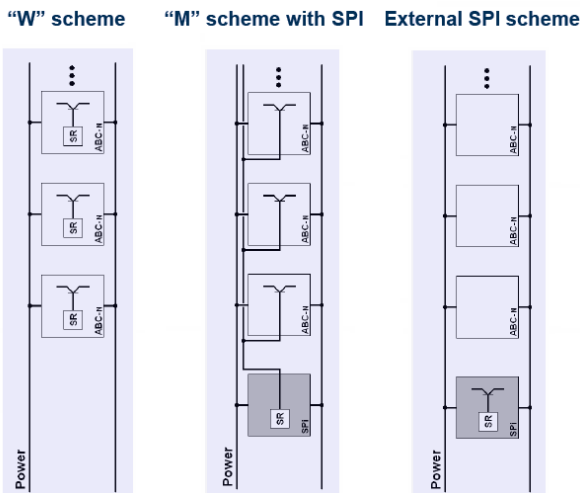 “W” scheme
“M” scheme with SPI
External SPI scheme
SR
ABC-N
SR
ABC-N
SR
ABC-N
Power
ABC-N
ABC-N
ABC-N
SR
SPi
Power
ABC-N
ABC-N
ABC-N
SR
SPi
Power